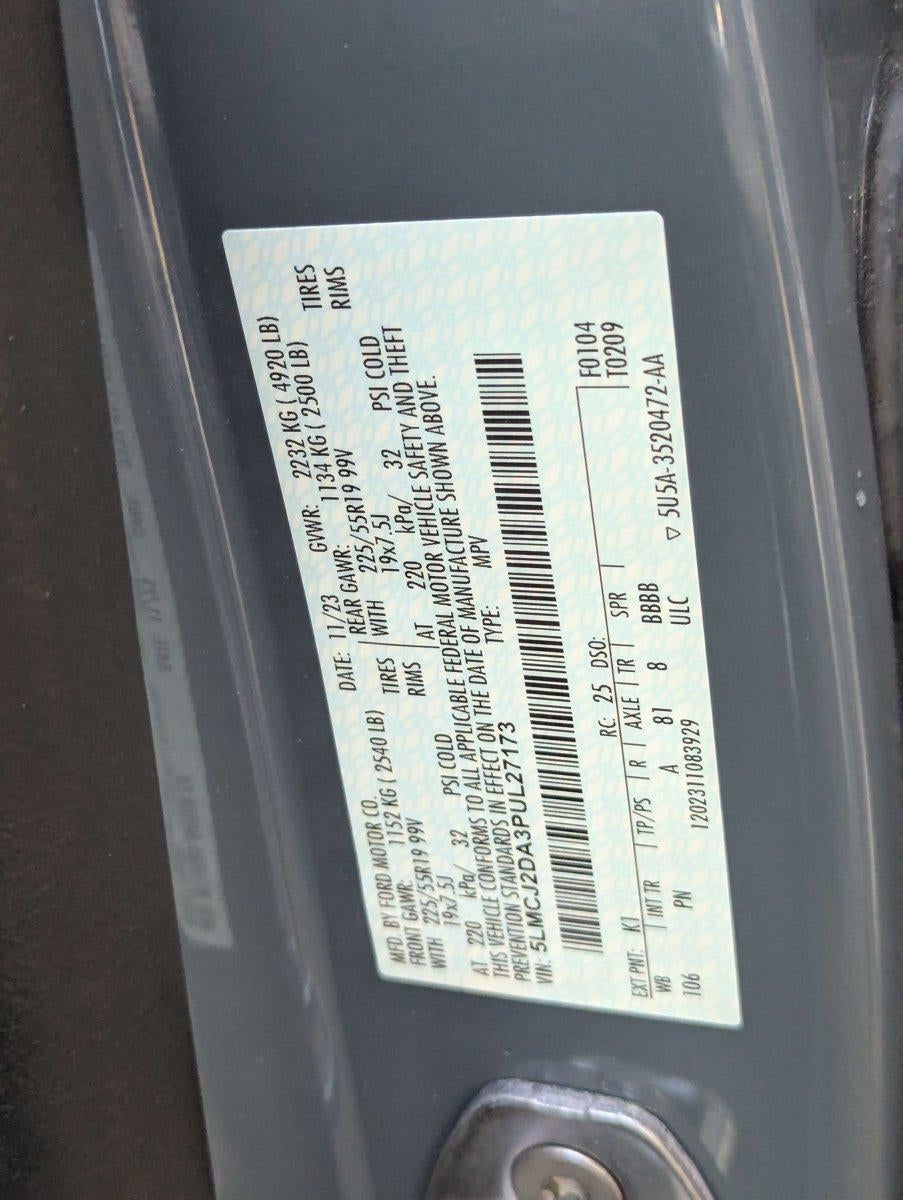 MFD. BY FORD MOTOR CO.
DATE: 11/23 GVWR: 2232 KG ( 4920 LB)
FRONT GAWR: 1152 KG ( 2540 LB) REAR GAWR: 1134 KG ( 2500 LB)
WITH 225/55R19 99V TIRES WITH 225/55R19 99V TIRES
19x7.5J RIMS 19x7.5J RIMS
AT 220 kPa/ 32 PSI COLD AT 220 kPa/ 32 PSI COLD
THIS VEHICLE CONFORMS TO ALL APPLICABLE FEDERAL MOTOR VEHICLE SAFETY AND THEFT
PREVENTION STANDARDS IN EFFECT ON THE DATE OF MANUFACTURE SHOWN ABOVE.
VIN: 5LMCJ2DA3PUL27173 TYPE: MPV
F0104
T0209
EXT PNT: KI RC: 25 DSO:
WB INT TR TP/PS R AXLE TR SPR
106 PN A 81 8 BBBB
120231108 3929 ULC
▽ 5U5A-3520472-AA